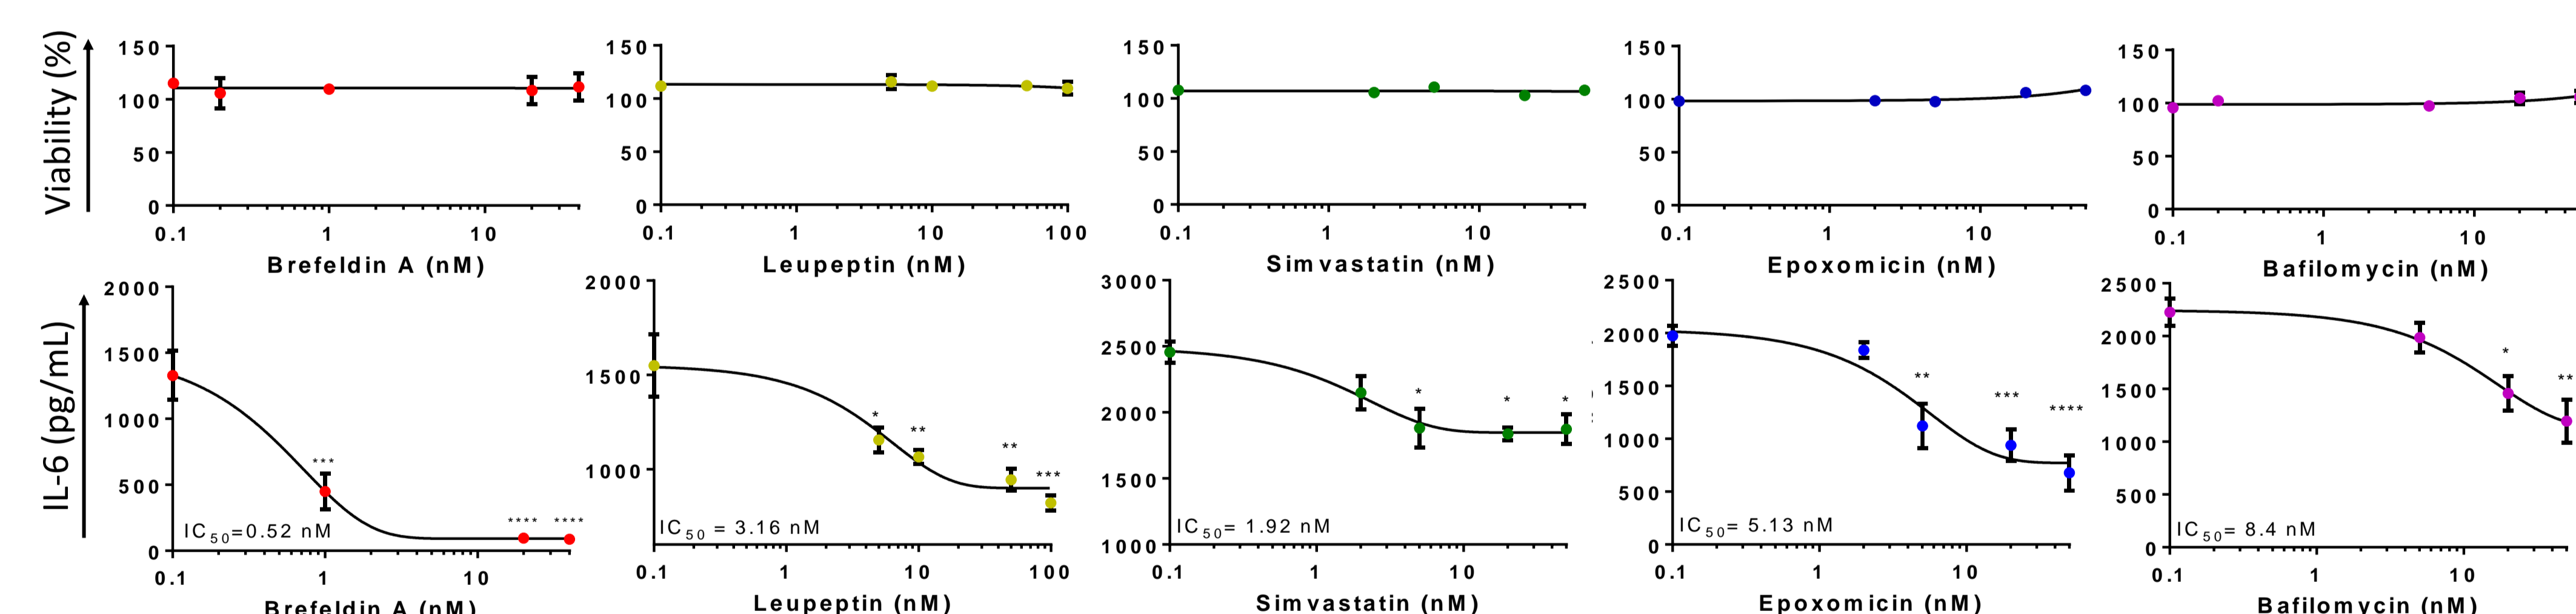 Viability (%)
150
100
50
0
0.1 1 10
Brefeldin A (nM)
150
100
50
0
0.1 1 10 100
Leupeptin (nM)
150
100
50
0
0.1 1 10
Simvastatin (nM)
150
100
50
0
0.1 1 10
Epoxomicin (nM)
150
100
50
0
0.1 1 10
Bafilomycin (nM)
IL-6 (pg/mL)
2000
1500
1000
500
0
***
**** ****
IC50=0.52 nM
0.1 1 10
Brefeldin A (nM)
2000
1500
1000
*
**
**
***
IC50 = 3.16 nM
0.1 1 10 100
Leupeptin (nM)
3000
2500
2000
1500
1000
* * *
IC50= 1.92 nM
0.1 1 10
Simvastatin (nM)
2500
2000
1500
1000
500
0
**
***
****
IC50= 5.13 nM
0.1 1 10
Epoxomicin (nM)
2500
2000
1500
1000
500
0
*
**
IC50= 8.4 nM
0.1 1 10
Bafilomycin (nM)